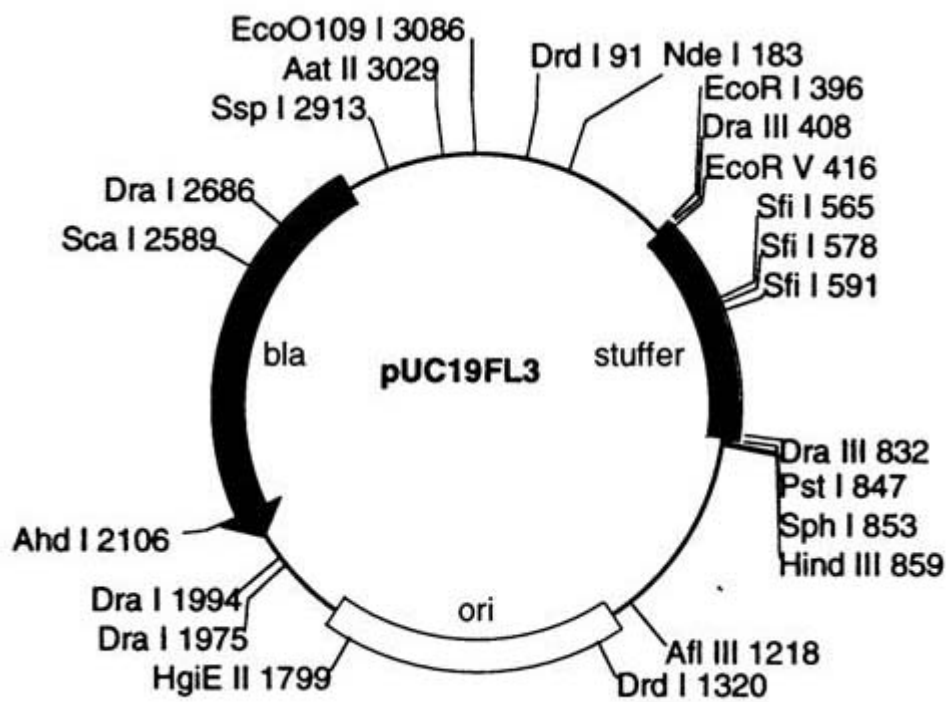 EcoO109 I 3086
Drd I 91
Nde I 183
Aat II 3029
EcoR I 396
Ssp I 2913
Dra III 408
EcoR V 416
Dra I 2686
Sfi I 565
Sca I 2589
Sfi I 578
Sfi I 591
bla
pUC19FL3
stuffer
Dra III 832
Pst I 847
Sph I 853
Ahd I 2106
Hind III 859
Dra I 1994
ori
Dra I 1975
Afl III 1218
HgiE II 1799
Drd I 1320